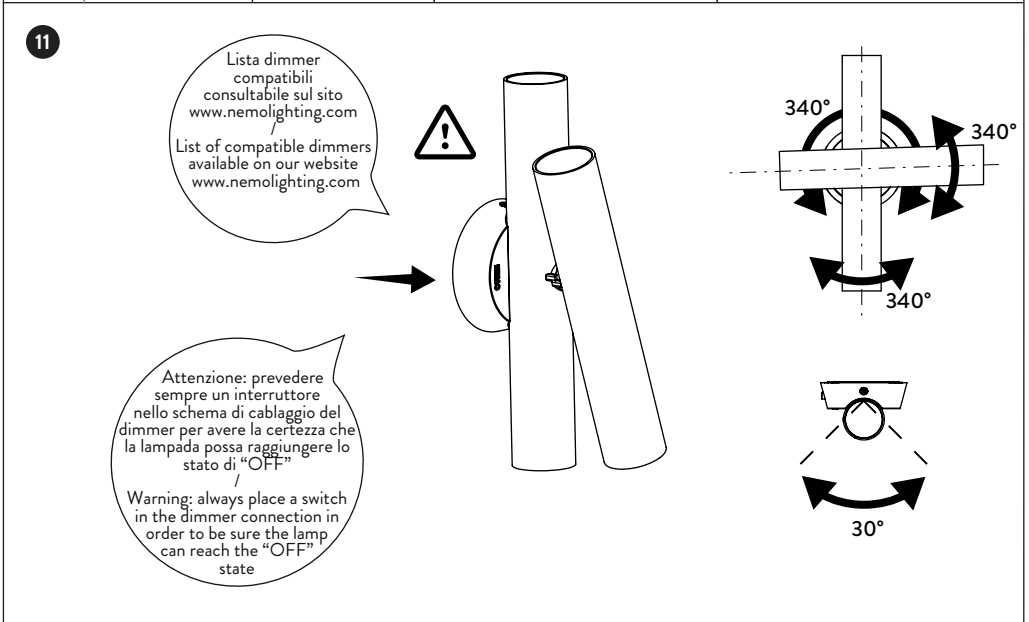 11
Lista dimmer
compatibili
consultabile sul sito
www.nemolighting.com
/
List of compatible dimmers
available on our website
www.nemolighting.com
Attenzione: prevedere
sempre un interruttore
nello schema di cablaggio del
dimmer per avere la certezza che
la lampada possa raggiungere lo
stato di “OFF”
/
Warning: always place a switch
in the dimmer connection in
order to be sure the lamp
can reach the “OFF”
state
340°
340°
340°
30°